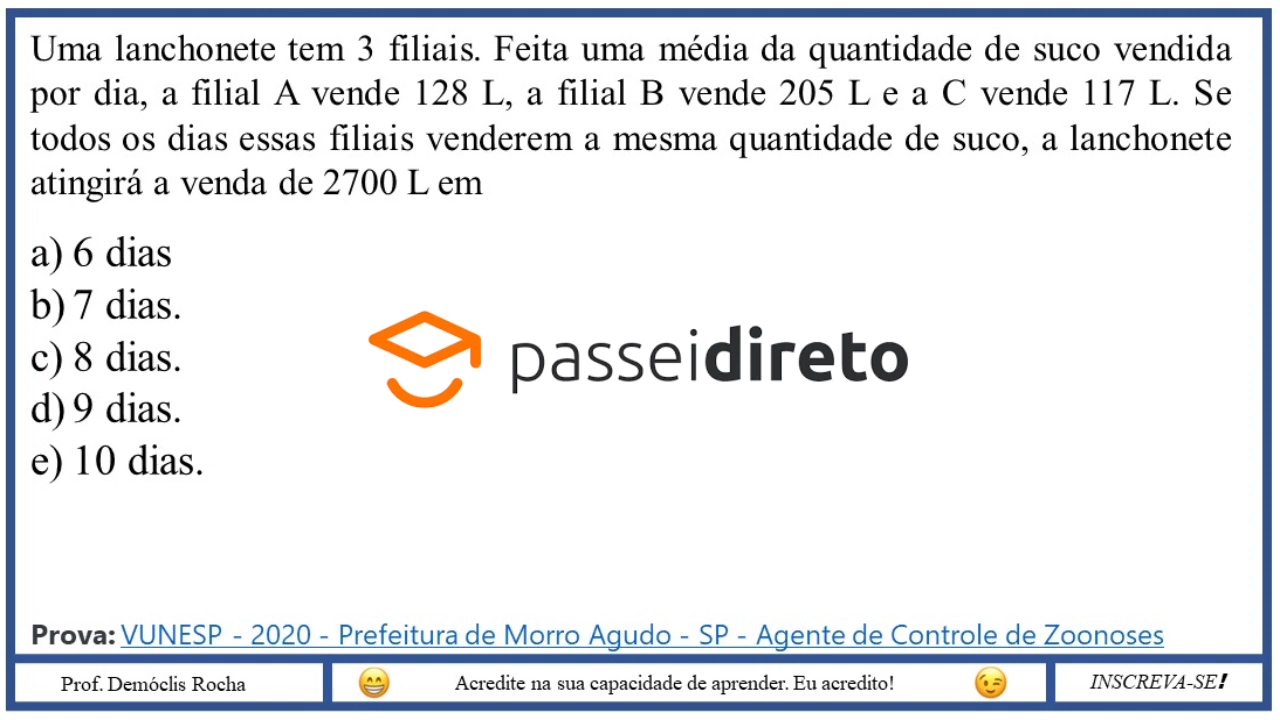 Uma lanchonete tem 3 filiais. Feita uma média da quantidade de suco vendida
por dia, a filial A vende 128 L, a filial B vende 205 L e a C vende 117 L. Se
todos os dias essas filiais venderem a mesma quantidade de suco, a lanchonete
atingirá a venda de 2700 L em
a) 6 dias
b) 7 dias.
c) 8 dias.
d) 9 dias.
e) 10 dias.
passeidireto
Prova: VUNESP - 2020 - Prefeitura de Morro Agudo - SP - Agente de Controle de Zoonoses
Prof. Demóclis Rocha
Acredite na sua capacidade de aprender. Eu acredito!
INSCREVA-SE!